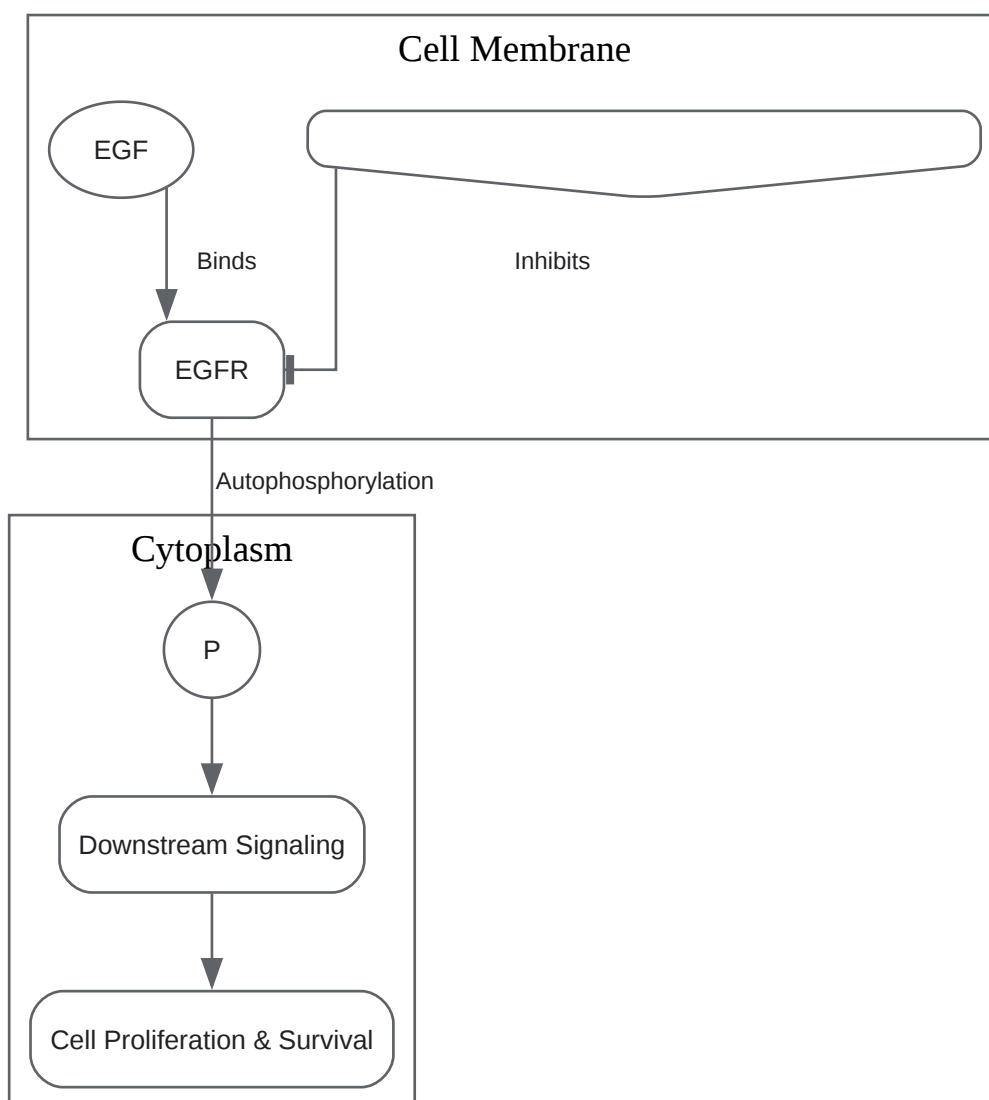 Cell Membrane
EGF
Binds
Inhibits
EGFR
Autophosphorylation
Cytoplasm
P
Downstream Signaling
Cell Proliferation & Survival